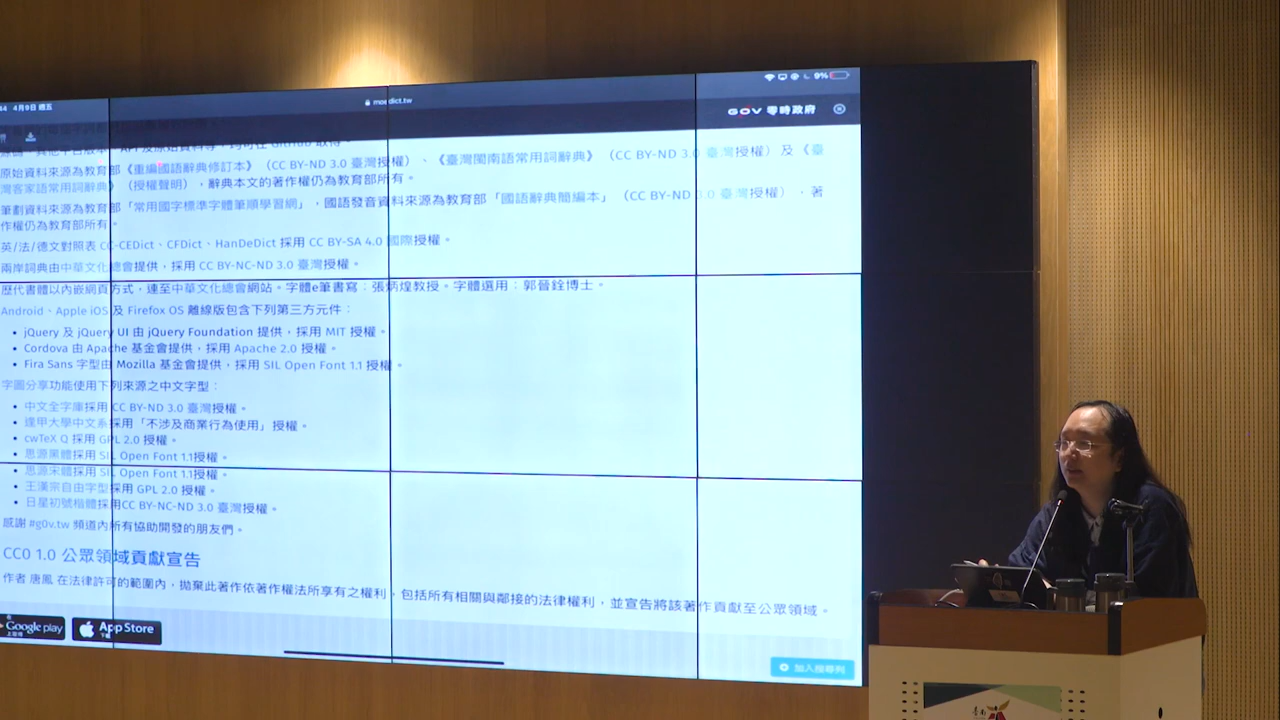 4月9日 週五
moedict.tw
9%
G0V 零時政府
原始資料來源為教育部《重編國語辭典修訂本》（CC BY-ND 3.0 臺灣授權）、《臺灣閩南語常用詞辭典》（CC BY-ND 3.0 臺灣授權）及《臺
灣客家語常用詞辭典》（授權聲明），辭典本文的著作權仍為教育部所有。
筆劃資料來源為教育部「常用國字標準字體筆順學習網」，國語發音資料來源為教育部「國語辭典簡編本」（CC BY-ND 3.0 臺灣授權），著
作權仍為教育部所有。
英/法/德文對照表 CC-CEDict、CFDict、HanDeDict 採用 CC BY-SA 4.0 國際授權。
兩岸詞典由中華文化總會提供，採用 CC BY-NC-ND 3.0 臺灣授權。
歷代書體以內嵌網頁方式，連至中華文化總會網站。字體e筆書寫：張炳煌教授。字體選用：郭晉銓博士。
Android、Apple iOS 及 Firefox OS 離線版包含下列第三方元件：
• jQuery 及 jQuery UI 由 jQuery Foundation 提供，採用 MIT 授權。
• Cordova 由 Apache 基金會提供，採用 Apache 2.0 授權。
• Fira Sans 字型由 Mozilla 基金會提供，採用 SIL Open Font 1.1 授權。
字圖分享功能使用下列來源之中文字型：
• 中文全字庫採用 CC BY-ND 3.0 臺灣授權。
• 逢甲大學中文系採用「不涉及商業行為使用」授權。
• cwTeX Q 採用 GPL 2.0 授權。
• 思源黑體採用 SIL Open Font 1.1授權。
• 思源宋體採用 SIL Open Font 1.1授權。
• 王漢宗自由字型採用 GPL 2.0 授權。
• 日星初號楷體採用CC BY-NC-ND 3.0 臺灣授權。
感謝 #g0v.tw 頻道內所有協助開發的朋友們。
CC0 1.0 公眾領域貢獻宣告
作者 唐鳳 在法律許可的範圍內，拋棄此著作依著作權法所享有之權利，包括所有相關與鄰接的法律權利，並宣告將該著作貢獻至公眾領域。
Google play
App Store
下載
加入搜尋列
臺南